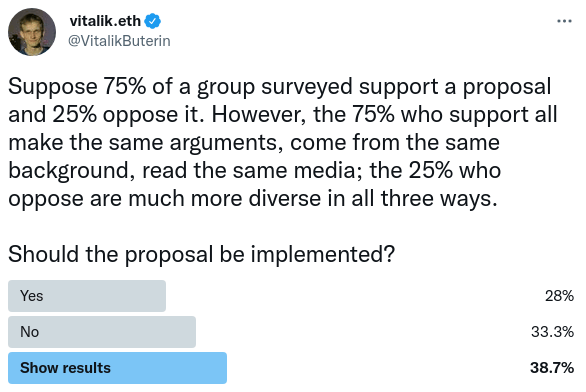 vitalik.eth
@VitalikButerin
Suppose 75% of a group surveyed support a proposal
and 25% oppose it. However, the 75% who support all
make the same arguments, come from the same
background, read the same media; the 25% who
oppose are much more diverse in all three ways.
Should the proposal be implemented?
Yes 28%
No 33.3%
Show results 38.7%